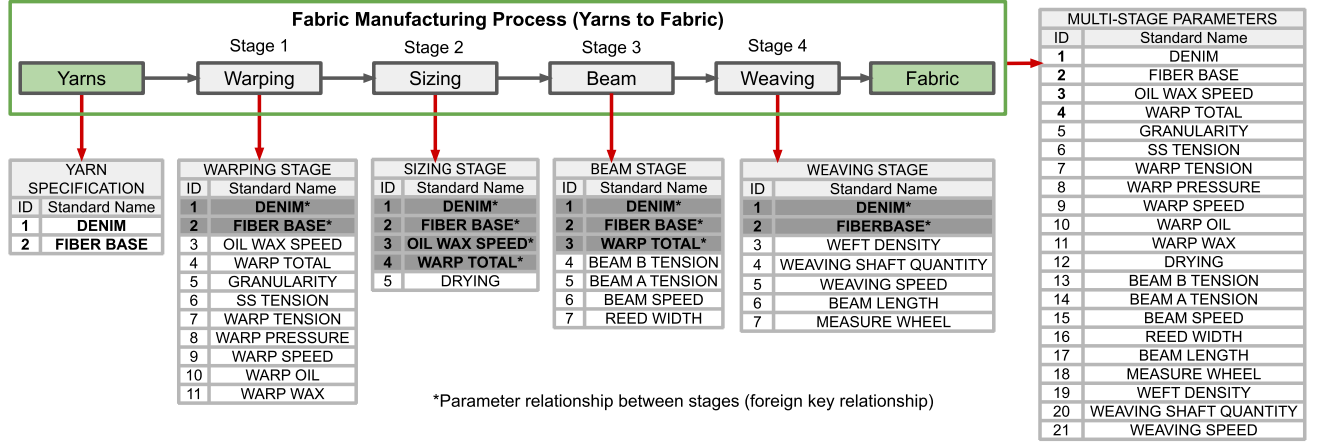 Fabric Manufacturing Process (Yarns to Fabric)
Stage 1
Stage 2
Stage 3
Stage 4
Yarns
Warping
Sizing
Beam
Weaving
Fabric
YARN
SPECIFICATION
ID Standard Name
1 DENIM
2 FIBER BASE
WARPING STAGE
ID Standard Name
1 DENIM*
2 FIBER BASE*
3 OIL WAX SPEED
4 WARP TOTAL
5 GRANULARITY
6 SS TENSION
7 WARP TENSION
8 WARP PRESSURE
9 WARP SPEED
10 WARP OIL
11 WARP WAX
SIZING STAGE
ID Standard Name
1 DENIM*
2 FIBER BASE*
3 OIL WAX SPEED*
4 WARP TOTAL*
5 DRYING
BEAM STAGE
ID Standard Name
1 DENIM*
2 FIBER BASE*
3 WARP TOTAL*
4 BEAM B TENSION
5 BEAM A TENSION
6 BEAM SPEED
7 REED WIDTH
WEAVING STAGE
ID Standard Name
1 DENIM*
2 FIBERBASE*
3 WEFT DENSITY
4 WEAVING SHAFT QUANTITY
5 WEAVING SPEED
6 BEAM LENGTH
7 MEASURE WHEEL
*Parameter relationship between stages (foreign key relationship)
MULTI-STAGE PARAMETERS
ID Standard Name
1 DENIM
2 FIBER BASE
3 OIL WAX SPEED
4 WARP TOTAL
5 GRANULARITY
6 SS TENSION
7 WARP TENSION
8 WARP PRESSURE
9 WARP SPEED
10 WARP OIL
11 WARP WAX
12 DRYING
13 BEAM B TENSION
14 BEAM A TENSION
15 BEAM SPEED
16 REED WIDTH
17 BEAM LENGTH
18 MEASURE WHEEL
19 WEFT DENSITY
20 WEAVING SHAFT QUANTITY
21 WEAVING SPEED